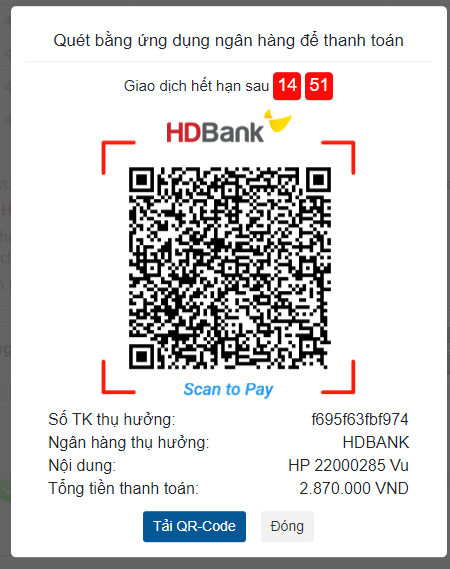 Quét bằng ứng dụng ngân hàng để thanh toán
Giao dịch hết hạn sau 14 51
HDBank
Scan to Pay
Số TK thụ hưởng: f695f63fbf974
Ngân hàng thụ hưởng: HDBANK
Nội dung: HP 22000285 Vu
Tổng tiền thanh toán: 2.870.000 VND
Tải QR-Code Đóng